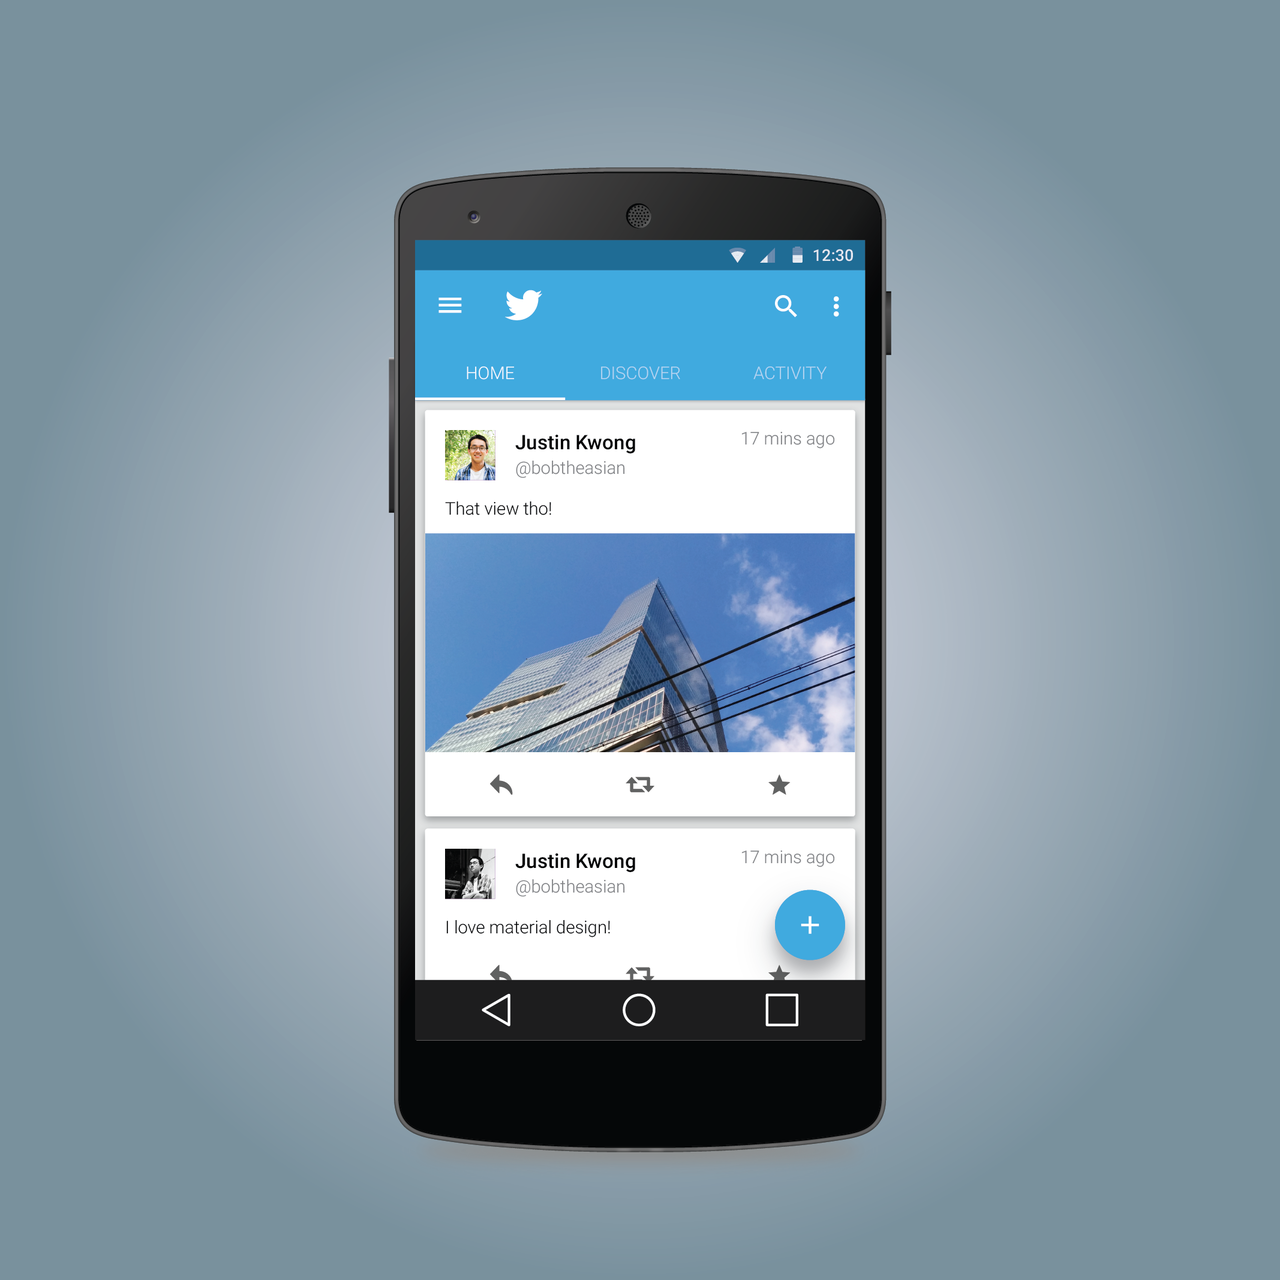 12:30
HOME DISCOVER ACTIVITY
Justin Kwong 17 mins ago
@bobtheasian
That view tho!
Justin Kwong 17 mins ago
@bobtheasian
I love material design!